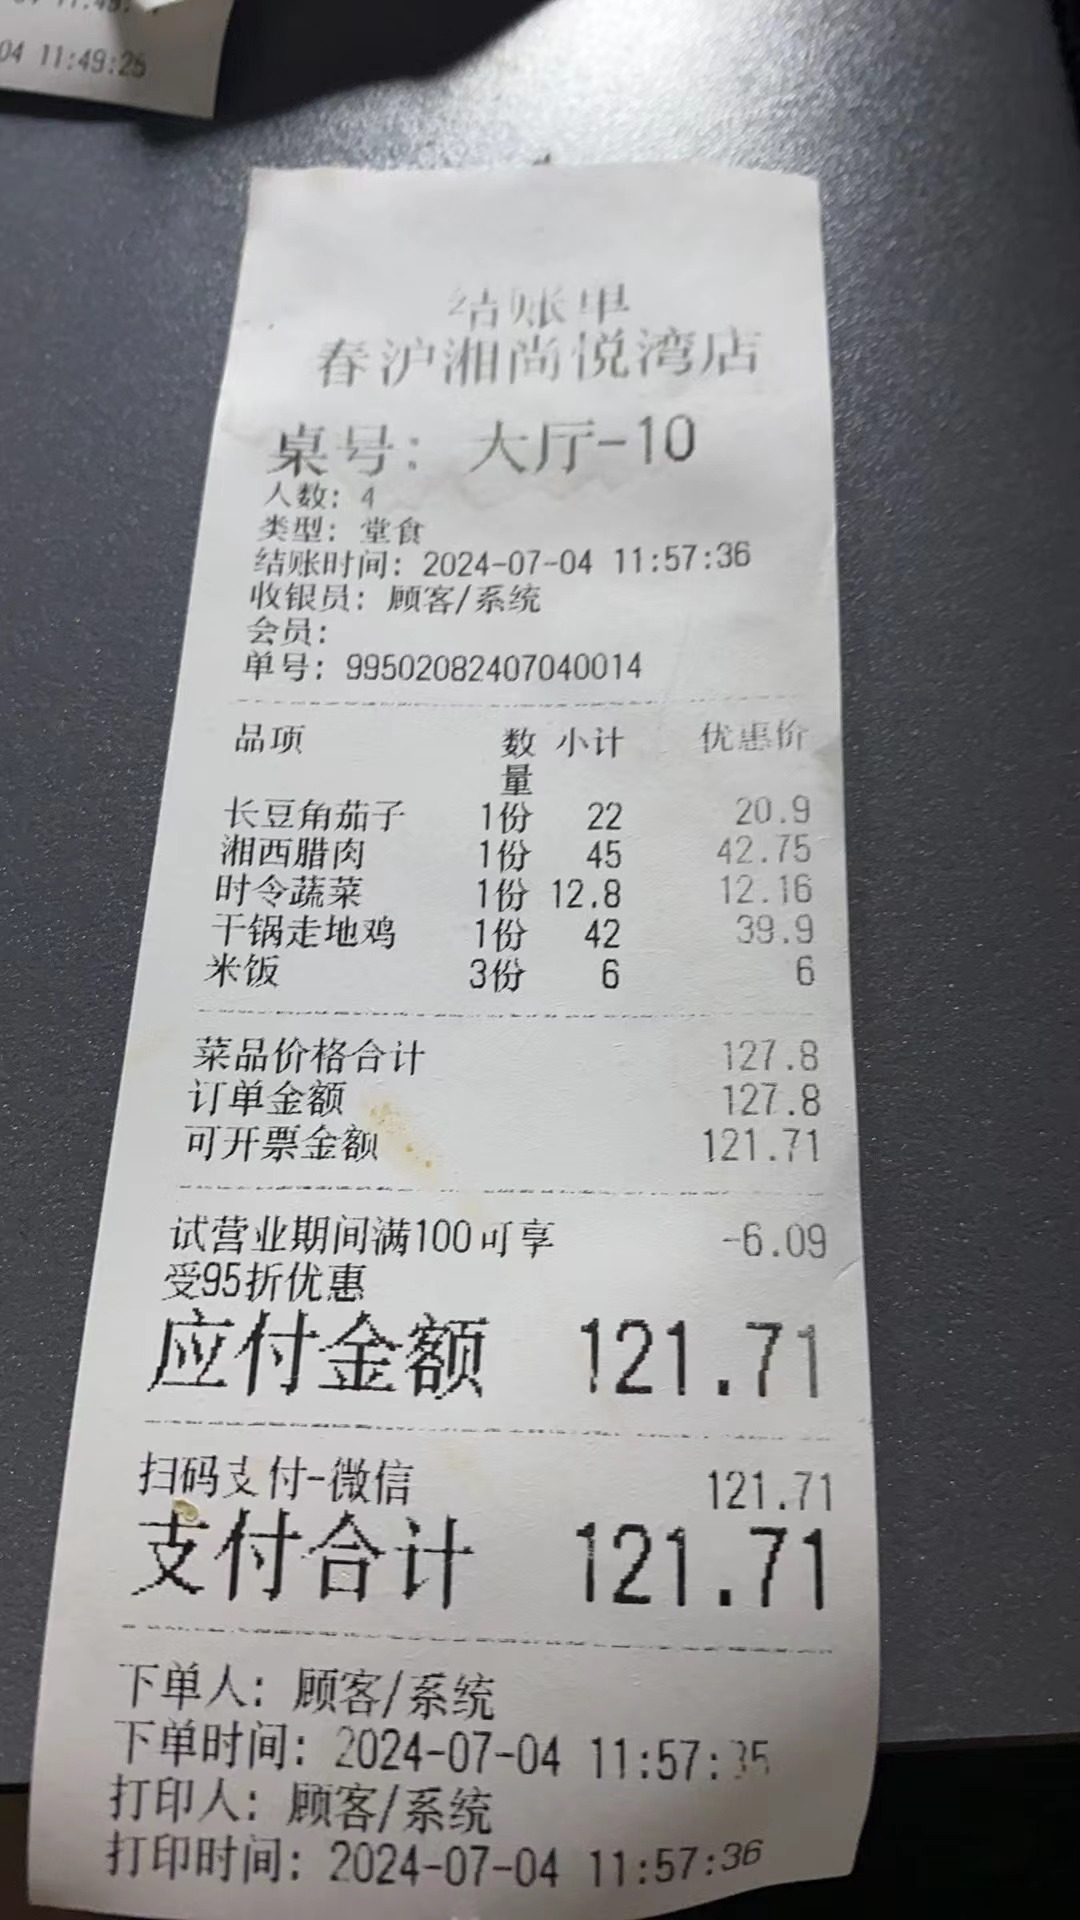 04 11:49:25
结账单
春沪湘尚悦湾店
桌号： 大厅-10
人数： 4
类型： 堂食
结账时间： 2024-07-04 11:57:36
收银员： 顾客/系统
会员：
单号： 99502082407040014
品项 数量 小计 优惠价
长豆角茄子 1份 22 20.9
湘西腊肉 1份 45 42.75
时令蔬菜 1份 12.8 12.16
干锅走地鸡 1份 42 39.9
米饭 3份 6 6
菜品价格合计 127.8
订单金额 127.8
可开票金额 121.71
试营业期间满100可享 -6.09
受95折优惠
应付金额 121.71
扫码支付-微信 121.71
支付合计 121.71
下单人： 顾客/系统
下单时间： 2024-07-04 11:57:35
打印人： 顾客/系统
打印时间： 2024-07-04 11:57:36